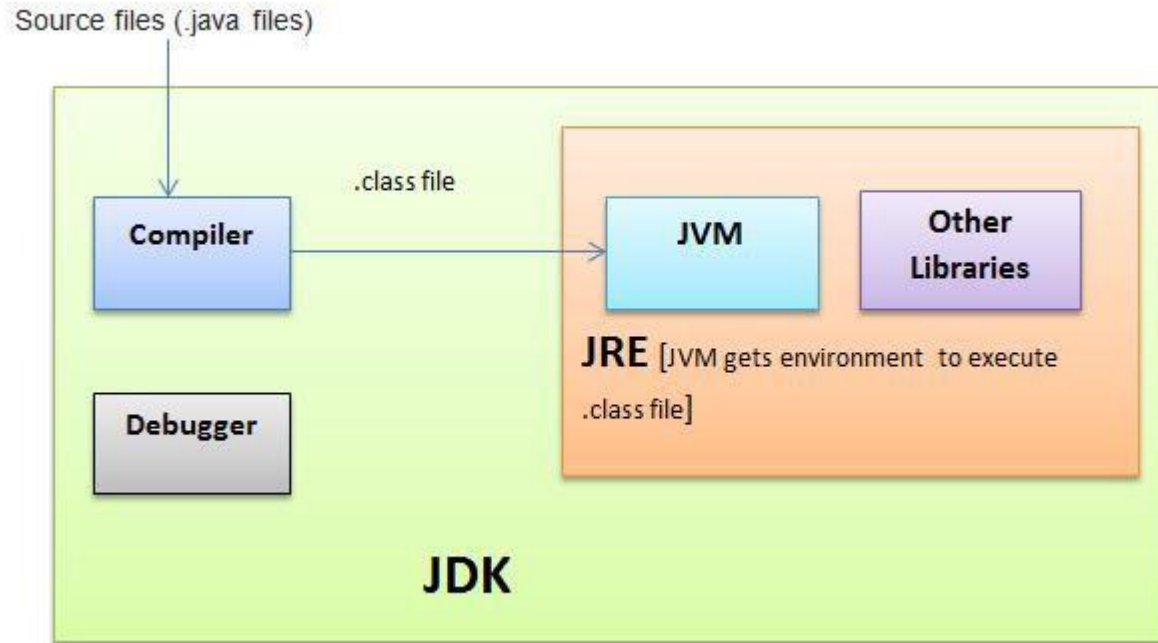 Source files (.java files)
.class file
Compiler
JVM
Other
Libraries
JRE [JVM gets environment to execute
.class file]
Debugger
JDK